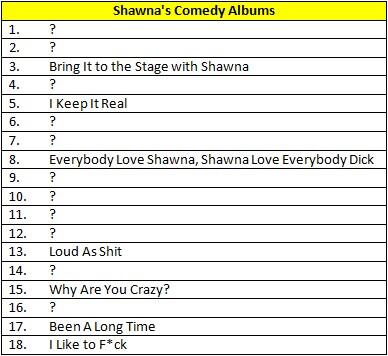 Shawna's Comedy Albums
1. ?
2. ?
3. Bring It to the Stage with Shawna
4. ?
5. I Keep It Real
6. ?
7. ?
8. Everybody Love Shawna, Shawna Love Everybody Dick
9. ?
10. ?
11. ?
12. ?
13. Loud As Shit
14. ?
15. Why Are You Crazy?
16. ?
17. Been A Long Time
18. I Like to F*ck